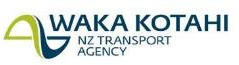 WAKA KOTAHI
NZ TRANSPORT
AGENCY